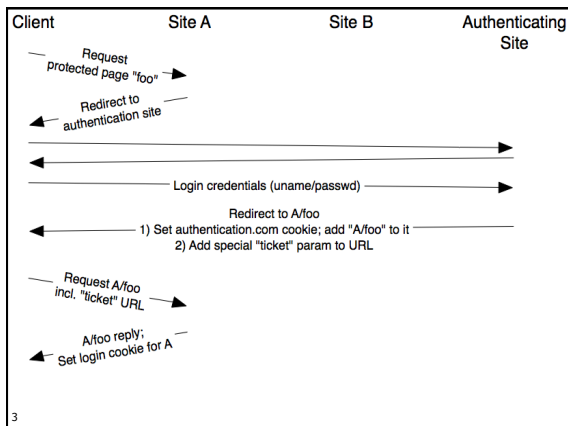 Client
Site A
Site B
Authenticating
Site
Request
protected page "foo"
Redirect to
authentication site
Login credentials (uname/passwd)
Redirect to A/foo
1) Set authentication.com cookie; add "A/foo" to it
2) Add special "ticket" param to URL
Request A/foo
incl. "ticket" URL
A/foo reply;
Set login cookie for A
3